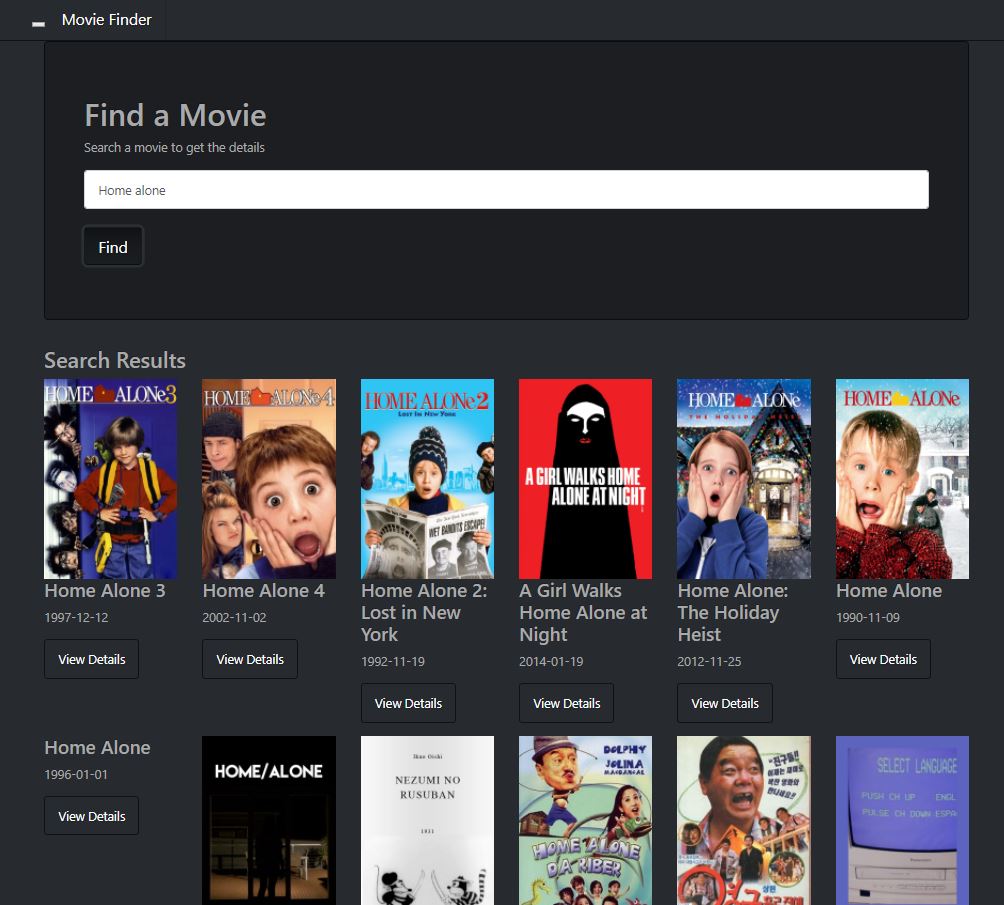 Movie Finder
Find a Movie
Search a movie to get the details
Home alone
Find
Search Results
HOME ALONe3
HOME ALONe4
HOME ALONe2
LOST IN NEW YORK
WET BANDITS ESCAPE!
A GIRL WALKS HOME
ALONE AT NIGHT
HOME ALONe
THE HOLIDAY HEIST
HOME ALONe
Home Alone 3
1997-12-12
View Details
Home Alone 4
2002-11-02
View Details
Home Alone 2:
Lost in New
York
1992-11-19
View Details
A Girl Walks
Home Alone at
Night
2014-01-19
View Details
Home Alone:
The Holiday
Heist
2012-11-25
View Details
Home Alone
1990-11-09
View Details
Home Alone
1996-01-01
View Details
HOME/ALONE
NEZUMI NO
RUSUBAN
1931
DOLPHY
JOLINA
MAGDANGAL
HOME ALONE
DA RIBER
SELECT LANGUAGE
PUSH CH UP ENGL
PULSE CH DOWN ESPA
Panasonic